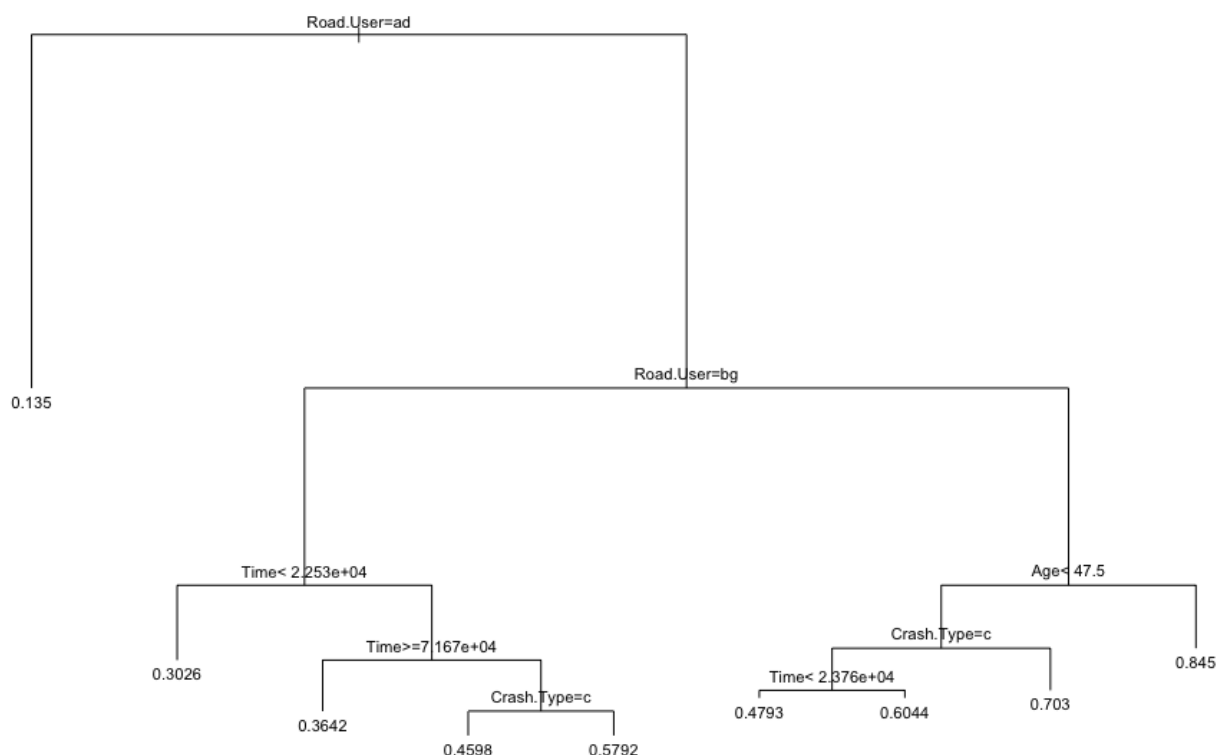 Road.User=ad
0.135
Road.User=bg
Time< 2.253e+04
Age< 47.5
0.3026
Time>=7.167e+04
Crash.Type=c
0.845
0.3642
Crash.Type=c
Time< 2.376e+04
0.703
0.4598
0.5792
0.4793
0.6044